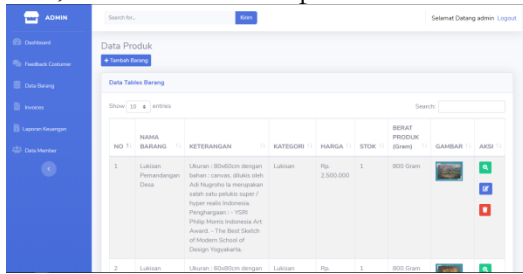 ADMIN
Search for...
Kirim
Selamat Datang admin Logout
Dashboard
Feedback Costumer
Data Barang
Invoices
Laporan Keuangan
Data Member
Data Produk
+ Tambah Barang
Data Tables Barang
Show 10 entries
Search:
NO
NAMA
BARANG
KETERANGAN
KATEGORI
HARGA
STOK
BERAT
PRODUK
(Gram)
GAMBAR
AKSI
1
Lukisan
Pemandangan
Desa
Ukuran : 80x60cm dengan
bahan : canvas. dilukis oleh
Adi Nugroho Ia merupakan
salah satu pelukis super /
hyper realis Indonesia.
Penghargaan : - YSRI
Philip Morris Indonesia Art
Award. - The Best Sketch
of Modern School of
Design Yogyakarta.
Lukisan
Rp.
2.500.000
1
800 Gram
2
Lukisan
Ukuran : 80x60cm dengan
Lukisan
Rp.
1
800 Gram